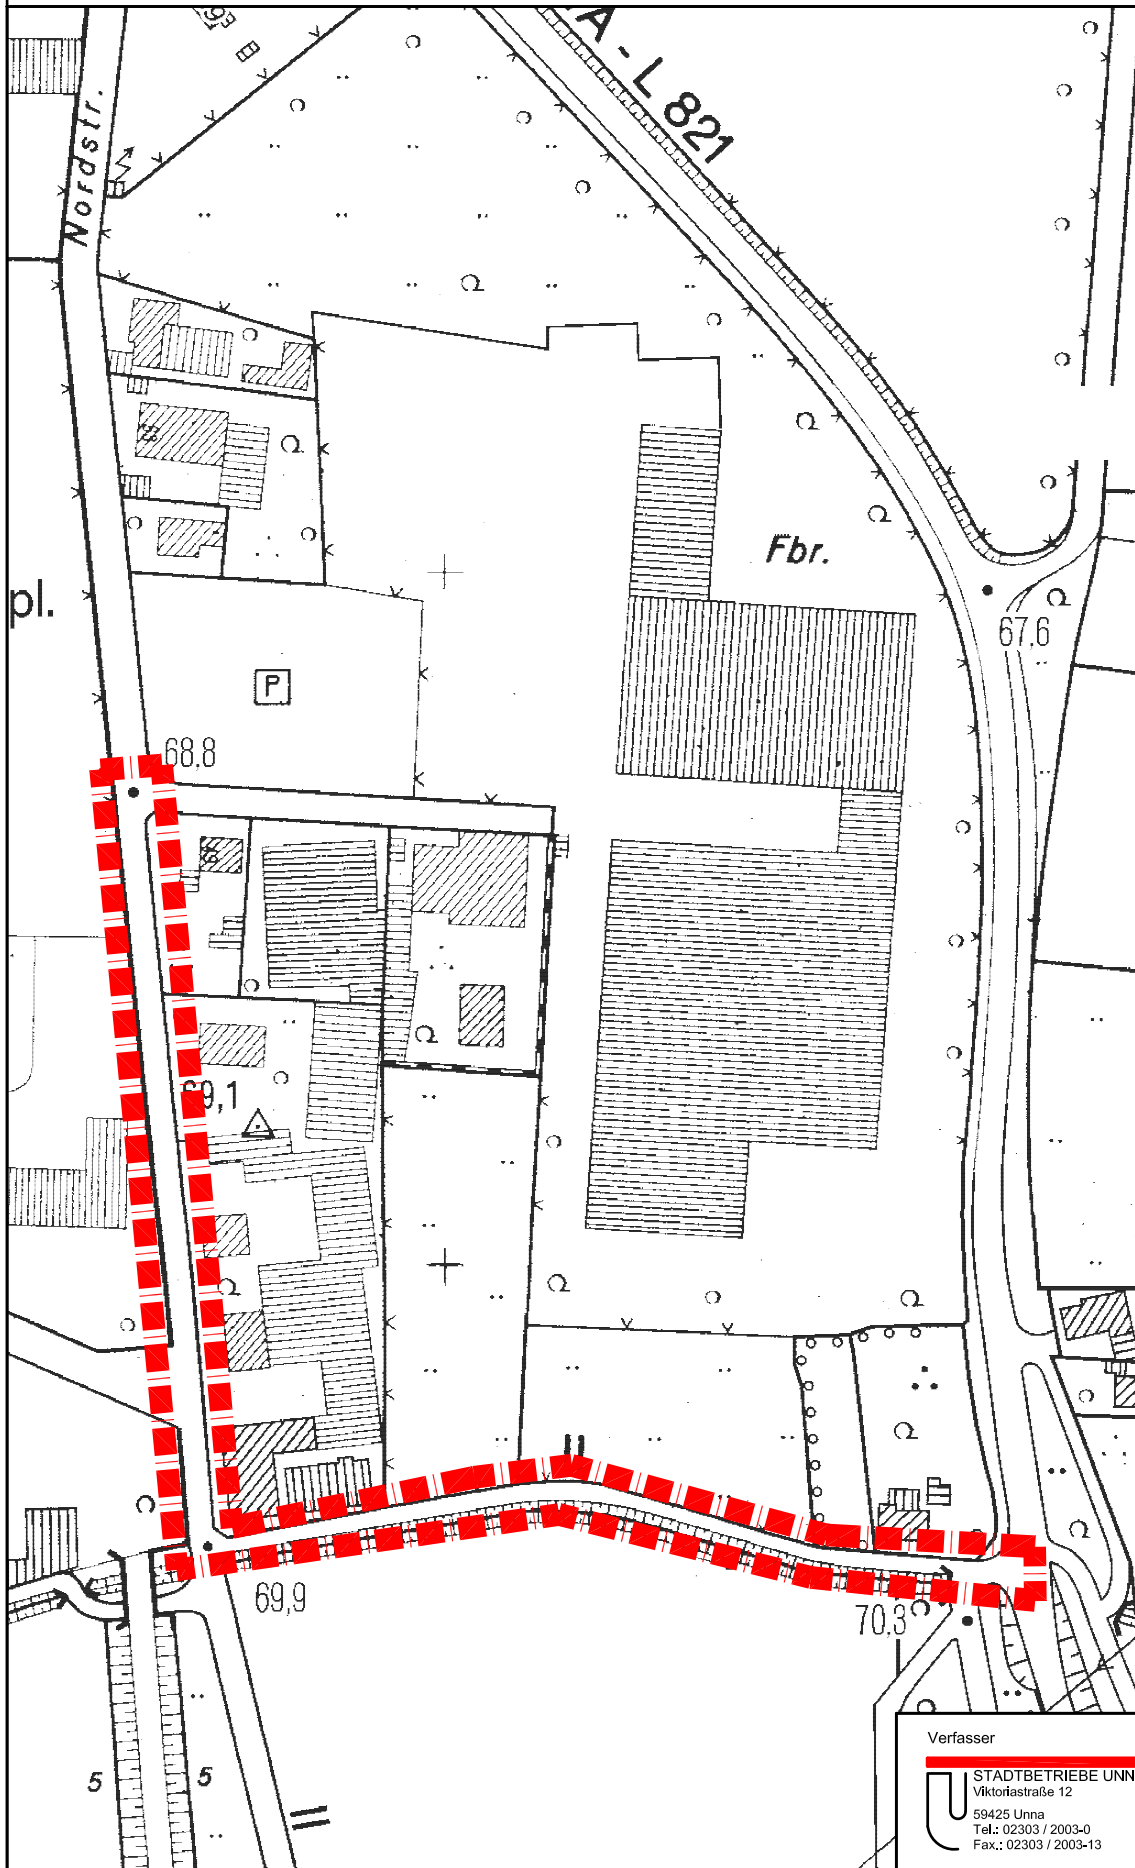 A - L 821
Nordstr.
Fbr.
pl.
67,6
P
68,8
69,1
69,9
70,3
5
5
Verfasser
STADTBETRIEBE UNN
Viktoriastraße 12
59425 Unna
Tel.: 02303 / 2003-0
Fax.: 02303 / 2003-13